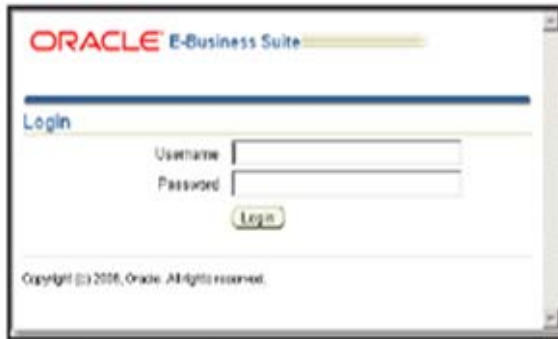 ORACLE E-Business Suite
Login
Username
Password
Login
Copyright (c) 2006, Oracle. All rights reserved.